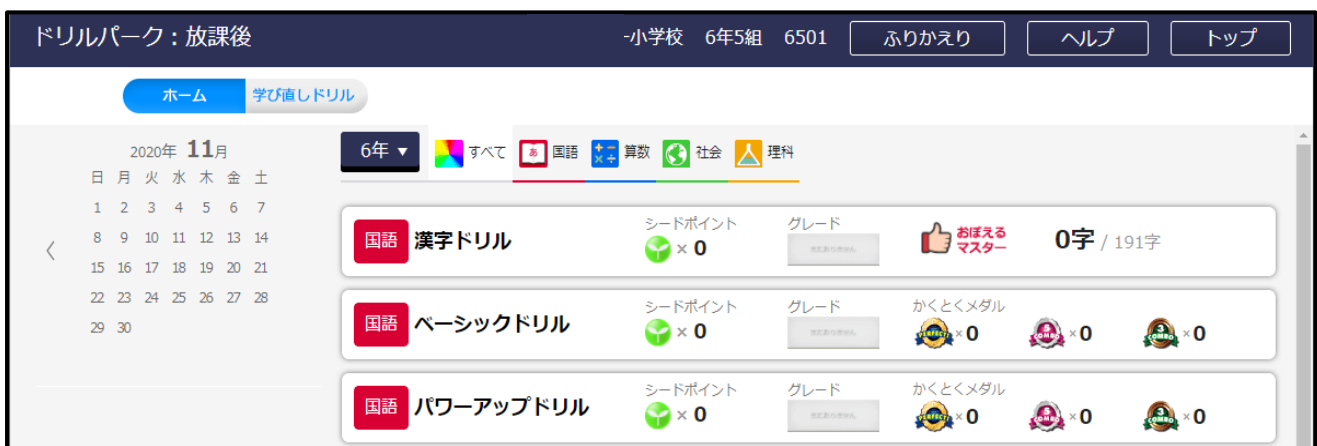 ドリルパーク：放課後 -小学校 6年5組 6501 ふりかえり ヘルプ トップ
ホーム 学び直しドリル
2020年 11月
日 月 火 水 木 金 土
1 2 3 4 5 6 7
8 9 10 11 12 13 14
15 16 17 18 19 20 21
22 23 24 25 26 27 28
29 30
6年 ▼ すべて あ 国語 算数 社会 理科
シードポイント グレード
国語 漢字ドリル × 0 おぼえる マスター 0字 / 191字
シードポイント グレード かくとくメダル
国語 ベーシックドリル × 0 PERFECT × 0 5 COMBO × 0 3 COMBO × 0
シードポイント グレード かくとくメダル
国語 パワーアップドリル × 0 PERFECT × 0 5 COMBO × 0 3 COMBO × 0